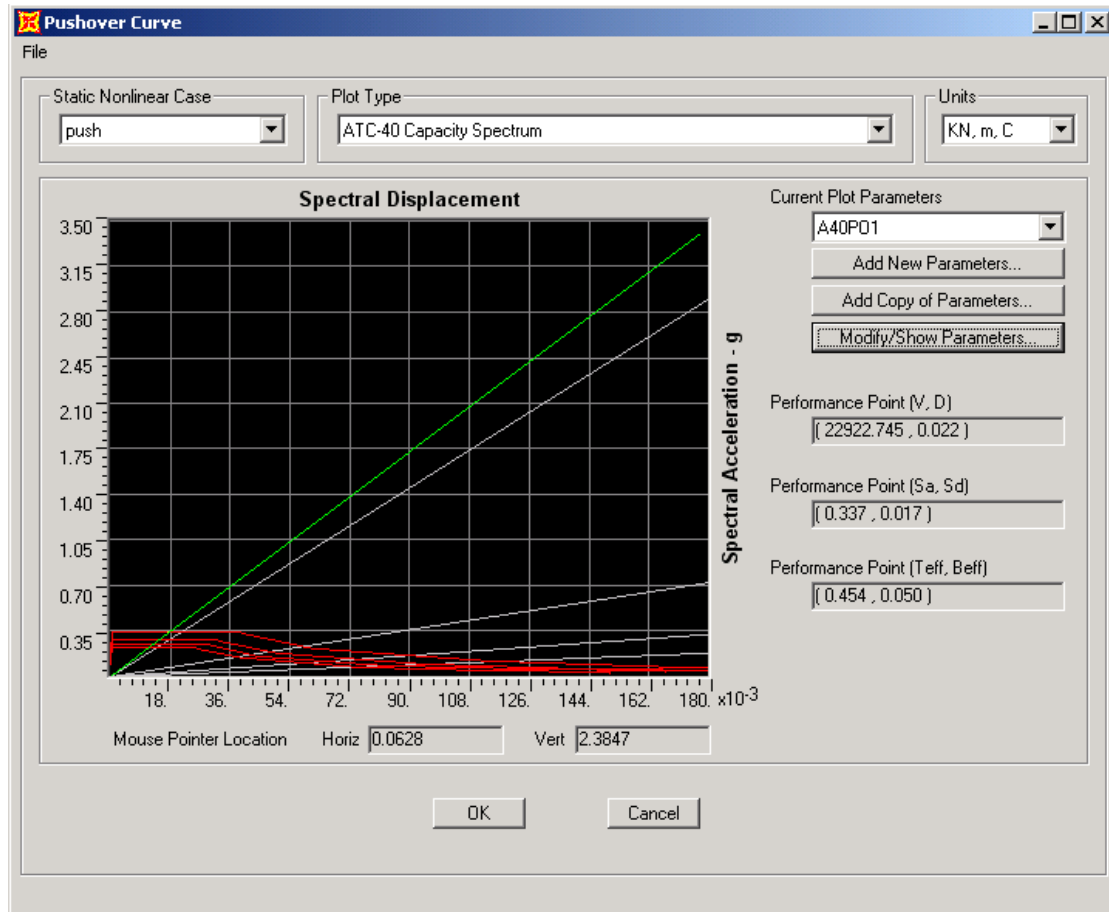 Pushover Curve
File
Static Nonlinear Case
push
Plot Type
ATC-40 Capacity Spectrum
Units
KN, m, C
Spectral Displacement
3.50
3.15
2.80
2.45
2.10
1.75
1.40
1.05
0.70
0.35
18. 36. 54. 72. 90. 108. 126. 144. 162. 180. x10-3
Spectral Acceleration - g
Mouse Pointer Location Horiz 0.0628 Vert 2.3847
Current Plot Parameters
A40PO1
Add New Parameters...
Add Copy of Parameters...
Modify/Show Parameters...
Performance Point (V, D)
( 22922.745 , 0.022 )
Performance Point (Sa, Sd)
( 0.337 , 0.017 )
Performance Point (Teff, Beff)
( 0.454 , 0.050 )
OK Cancel